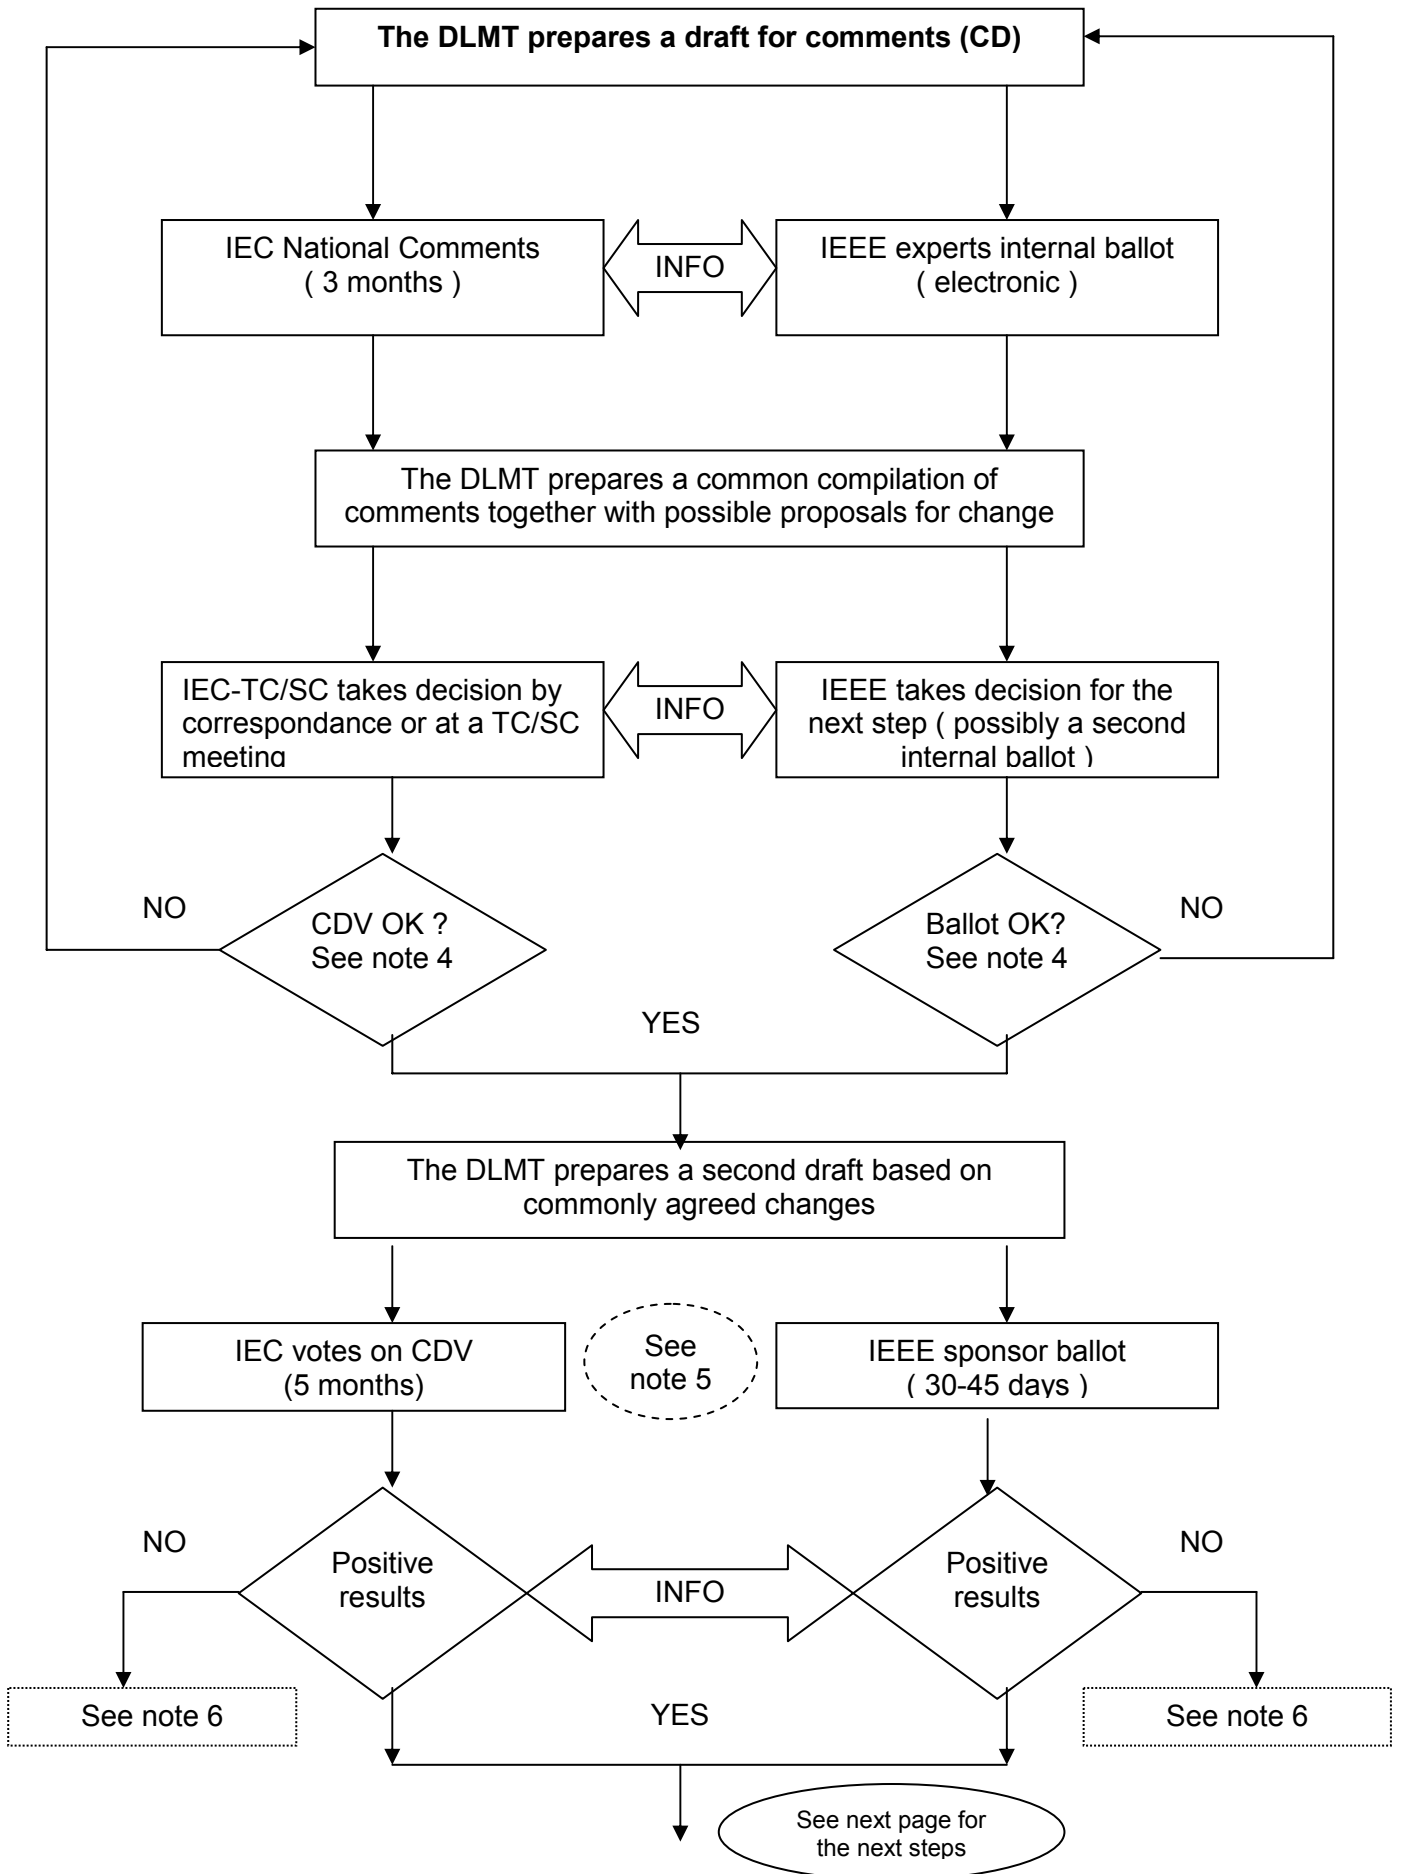 The DLMT prepares a draft for comments (CD)
IEC National Comments
( 3 months )
INFO
IEEE experts internal ballot
( electronic )
The DLMT prepares a common compilation of
comments together with possible proposals for change
IEC-TC/SC takes decision by
correspondance or at a TC/SC
meeting
INFO
IEEE takes decision for the
next step ( possibly a second
internal ballot )
NO
CDV OK ?
See note 4
Ballot OK?
See note 4
NO
YES
The DLMT prepares a second draft based on
commonly agreed changes
IEC votes on CDV
(5 months)
See
note 5
IEEE sponsor ballot
( 30-45 days )
NO
Positive
results
INFO
Positive
results
NO
See note 6
YES
See note 6
See next page for
the next steps